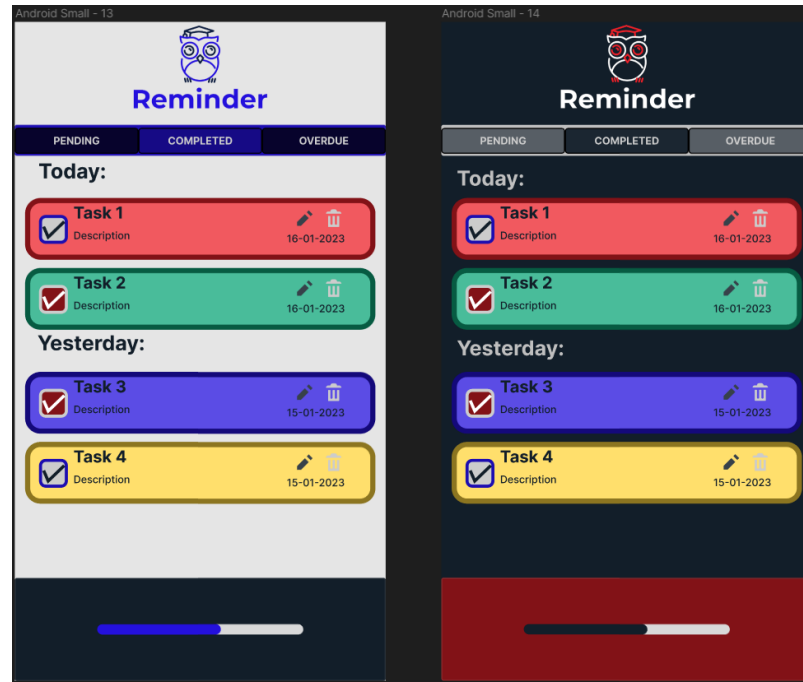 Android Small - 13
Reminder
PENDING COMPLETED OVERDUE
Today:
Task 1
Description
16-01-2023
Task 2
Description
16-01-2023
Yesterday:
Task 3
Description
15-01-2023
Task 4
Description
15-01-2023
Android Small - 14
Reminder
PENDING COMPLETED OVERDUE
Today:
Task 1
Description
16-01-2023
Task 2
Description
16-01-2023
Yesterday:
Task 3
Description
15-01-2023
Task 4
Description
15-01-2023